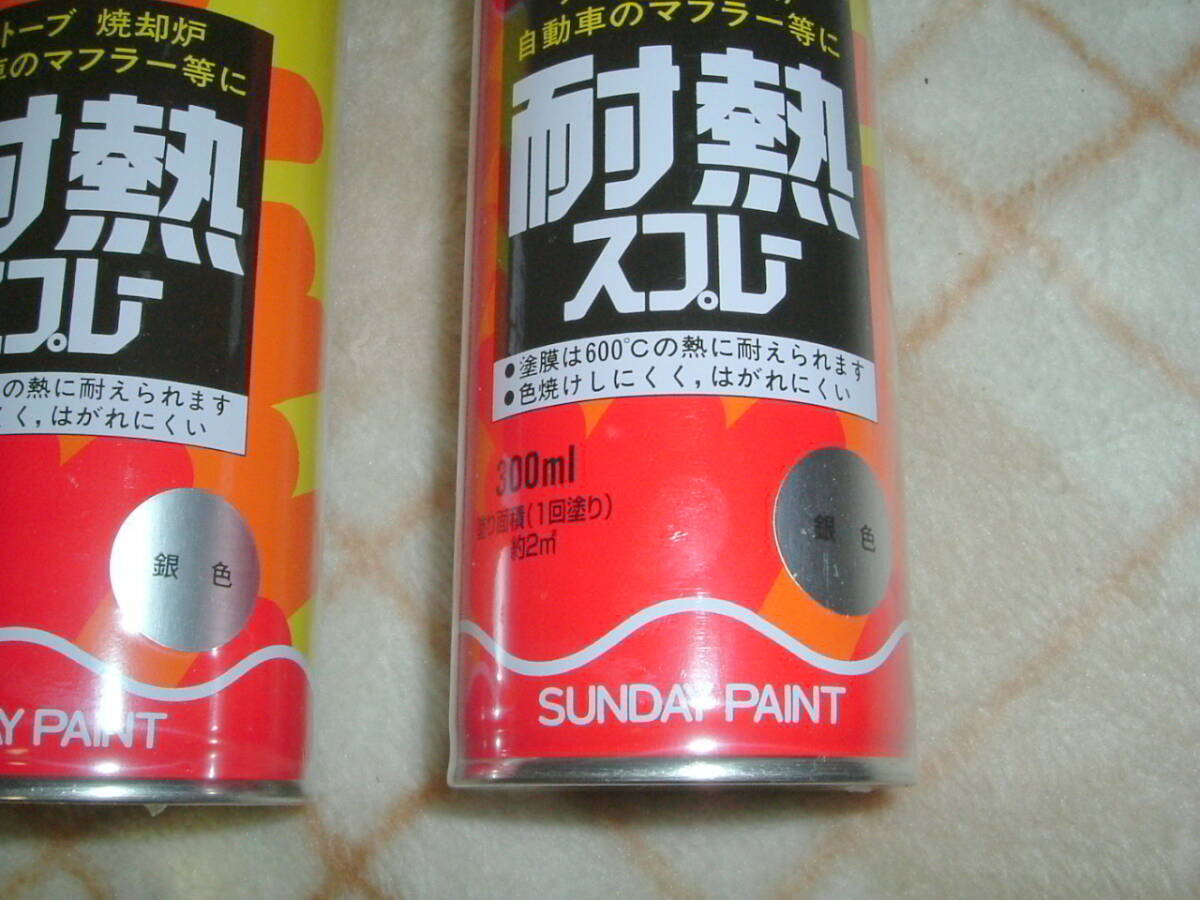 トーブ 焼却炉
車のマフラー等に
耐熱
スプレー
の熱に耐えられます
くく,はがれにくい
銀 色
AY PAINT
自動車のマフラー等に
耐熱
スプレー
●塗膜は600℃の熱に耐えられます
●色焼けしにくく,はがれにくい
300ml
塗り面積(1回塗り)
約2㎡
銀 色
SUNDAY PAINT